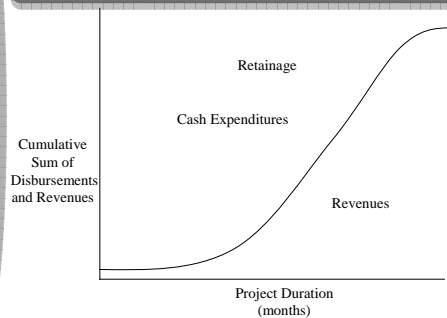 Retainage
Cash Expenditures
Cumulative
Sum of
Disbursements
and Revenues
Revenues
Project Duration
(months)